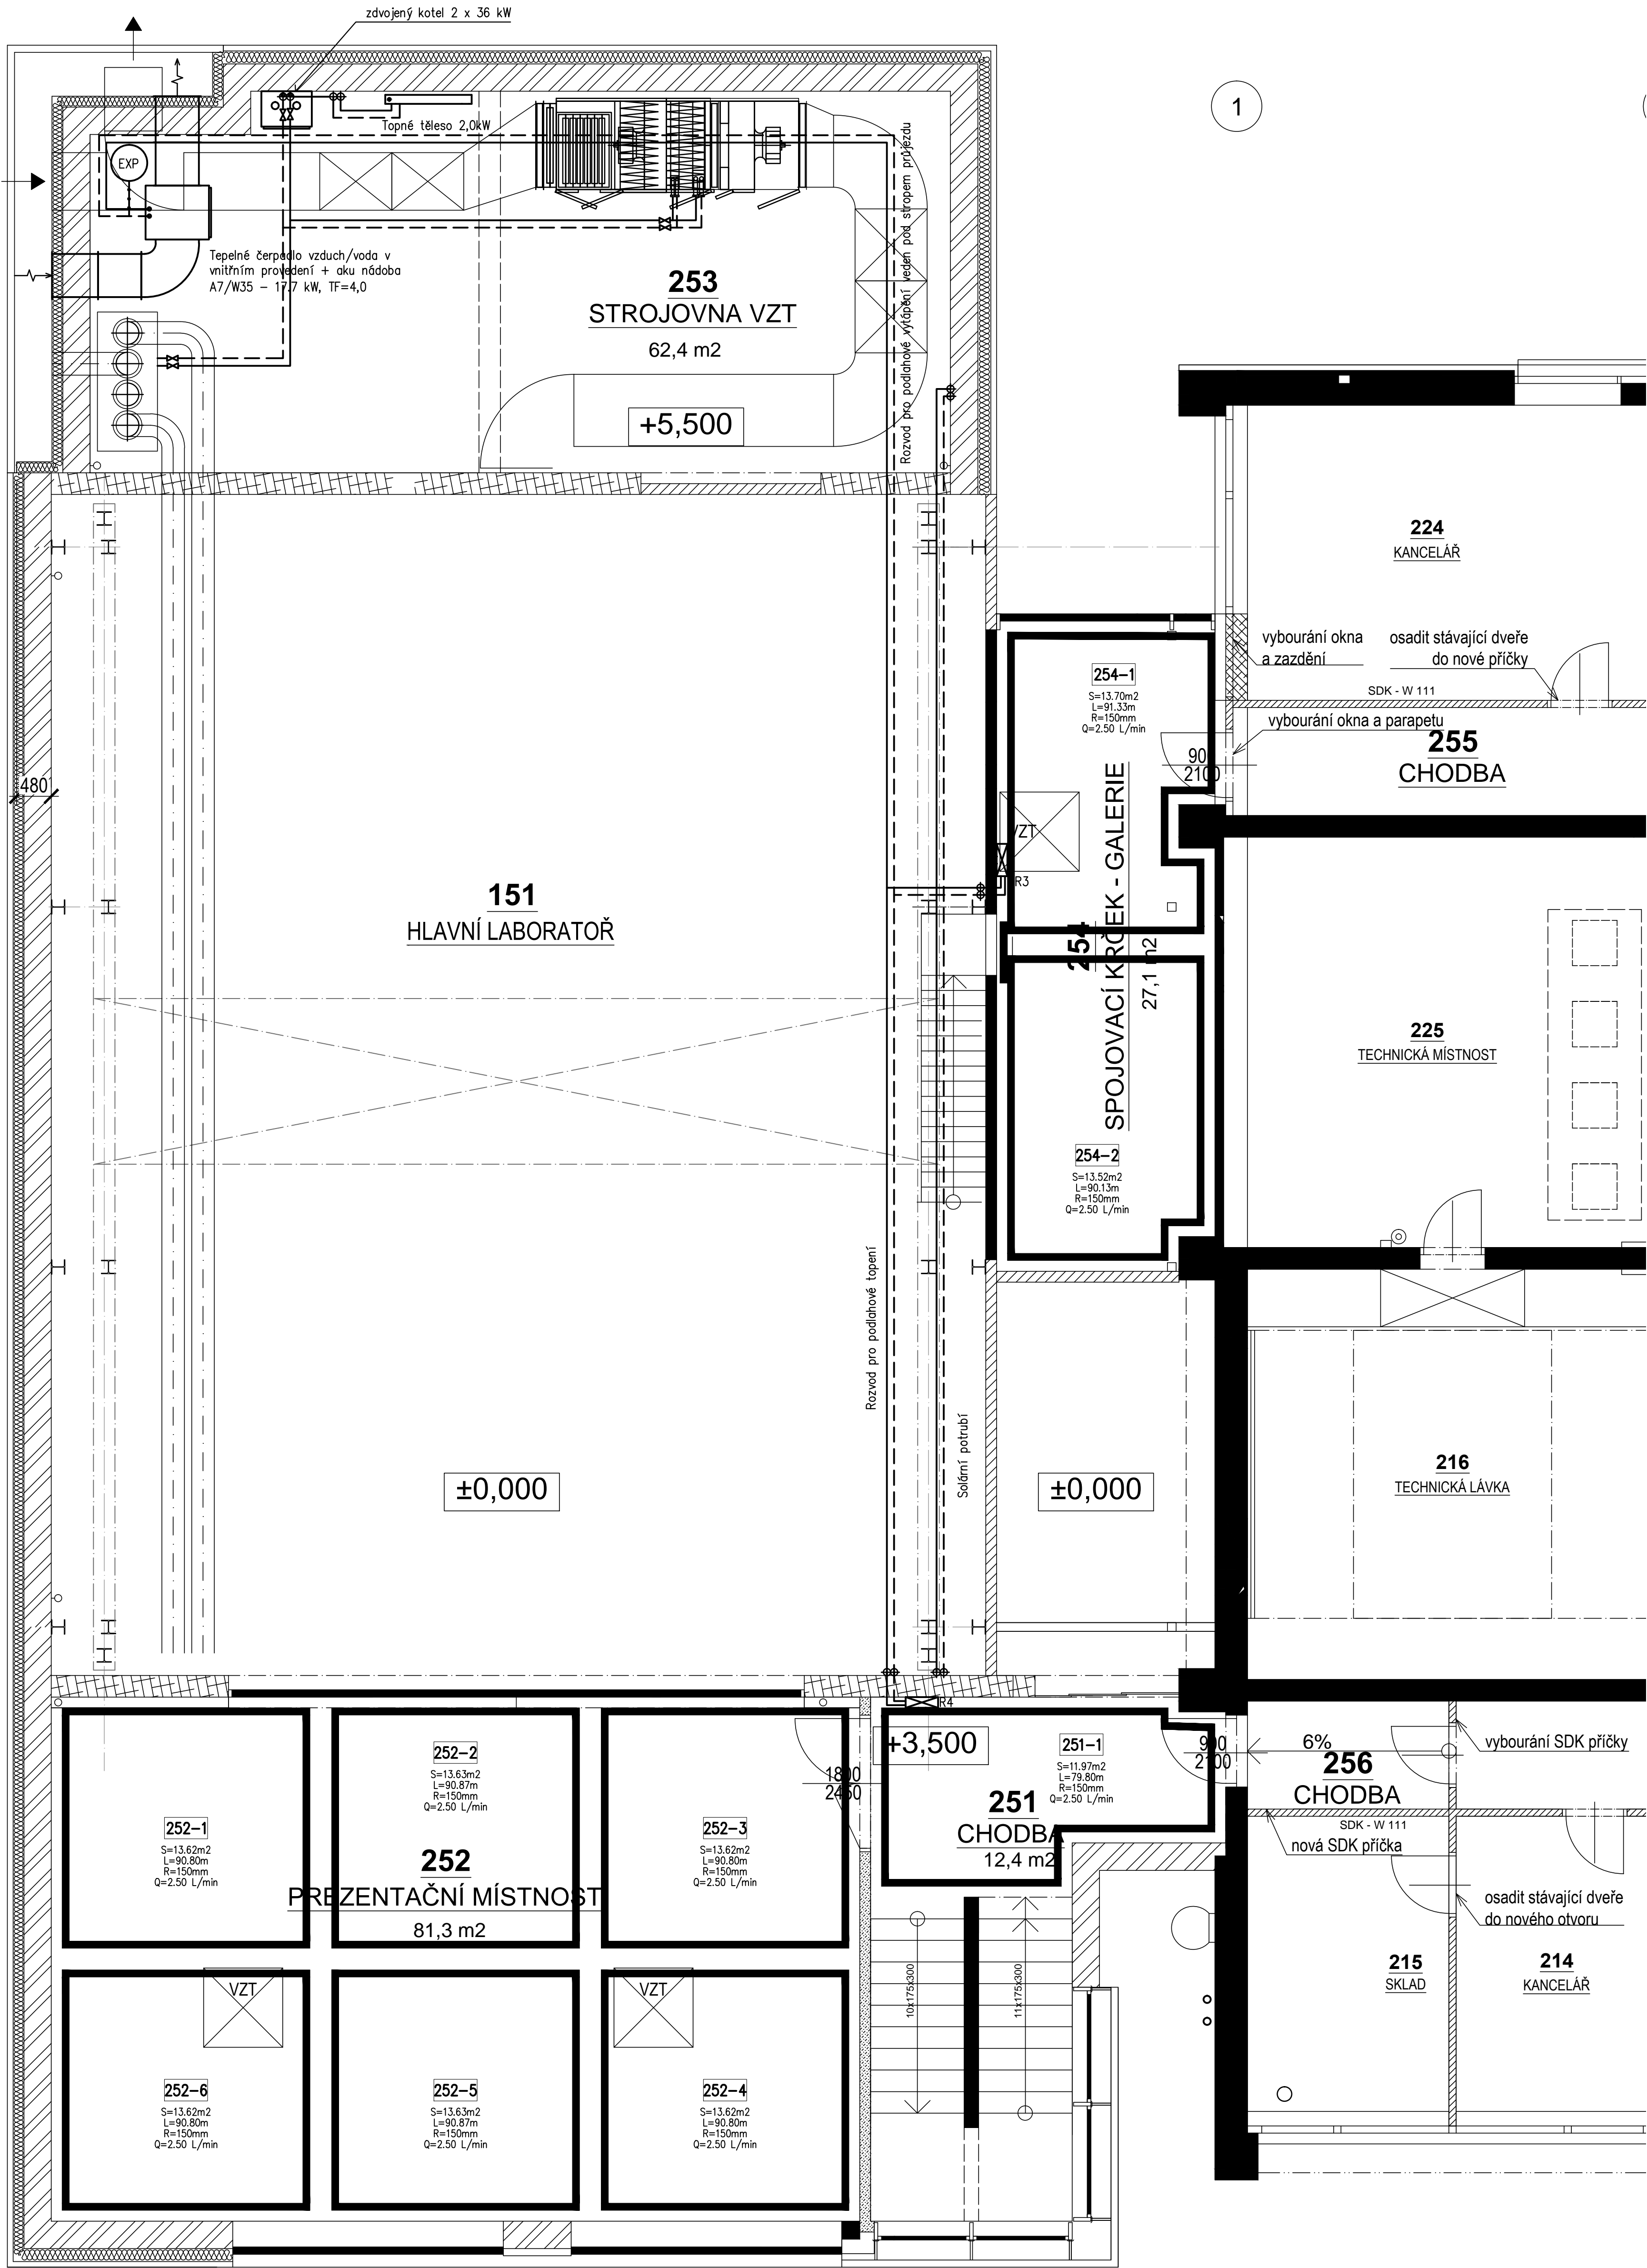 zdvojený kotel 2 x 36 kW
1
Topné těleso 2,0kW
EXP
Rozvod pro podlahové vytápění veden pod stropem průjezdu
Tepelné čerpadlo vzduch/voda v
vnitřním provedení + aku nádoba
A7/W35 – 17,7 kW, TF=4,0
253
STROJOVNA VZT
62,4 m2
+5,500
224
KANCELÁŘ
vybourání okna
a zazdění
osadit stávající dveře
do nové příčky
SDK - W 111
vybourání okna a parapetu
255
CHODBA
254-1
S=13.70m2
L=91.33m
R=150mm
Q=2.50 L/min
900
2100
480
VZT
R3
151
HLAVNÍ LABORATOŘ
254
SPOJOVACÍ KRČEK - GALERIE
27,1 m2
225
TECHNICKÁ MÍSTNOST
254-2
S=13.52m2
L=90.13m
R=150mm
Q=2.50 L/min
Rozvod pro podlahové topení
Solární potrubí
±0,000
±0,000
216
TECHNICKÁ LÁVKA
R4
+3,500
251-1
S=11.97m2
L=79.80m
R=150mm
Q=2.50 L/min
900
2100
6%
256
CHODBA
vybourání SDK příčky
SDK - W 111
nová SDK příčka
1800
2450
251
CHODBA
12,4 m2
252-2
S=13.63m2
L=90.87m
R=150mm
Q=2.50 L/min
252-1
S=13.62m2
L=90.80m
R=150mm
Q=2.50 L/min
252-3
S=13.62m2
L=90.80m
R=150mm
Q=2.50 L/min
252
PREZENTAČNÍ MÍSTNOST
81,3 m2
osadit stávající dveře
do nového otvoru
10x175x300
11x175x300
215
SKLAD
214
KANCELÁŘ
VZT
VZT
252-6
S=13.62m2
L=90.80m
R=150mm
Q=2.50 L/min
252-5
S=13.63m2
L=90.87m
R=150mm
Q=2.50 L/min
252-4
S=13.62m2
L=90.80m
R=150mm
Q=2.50 L/min